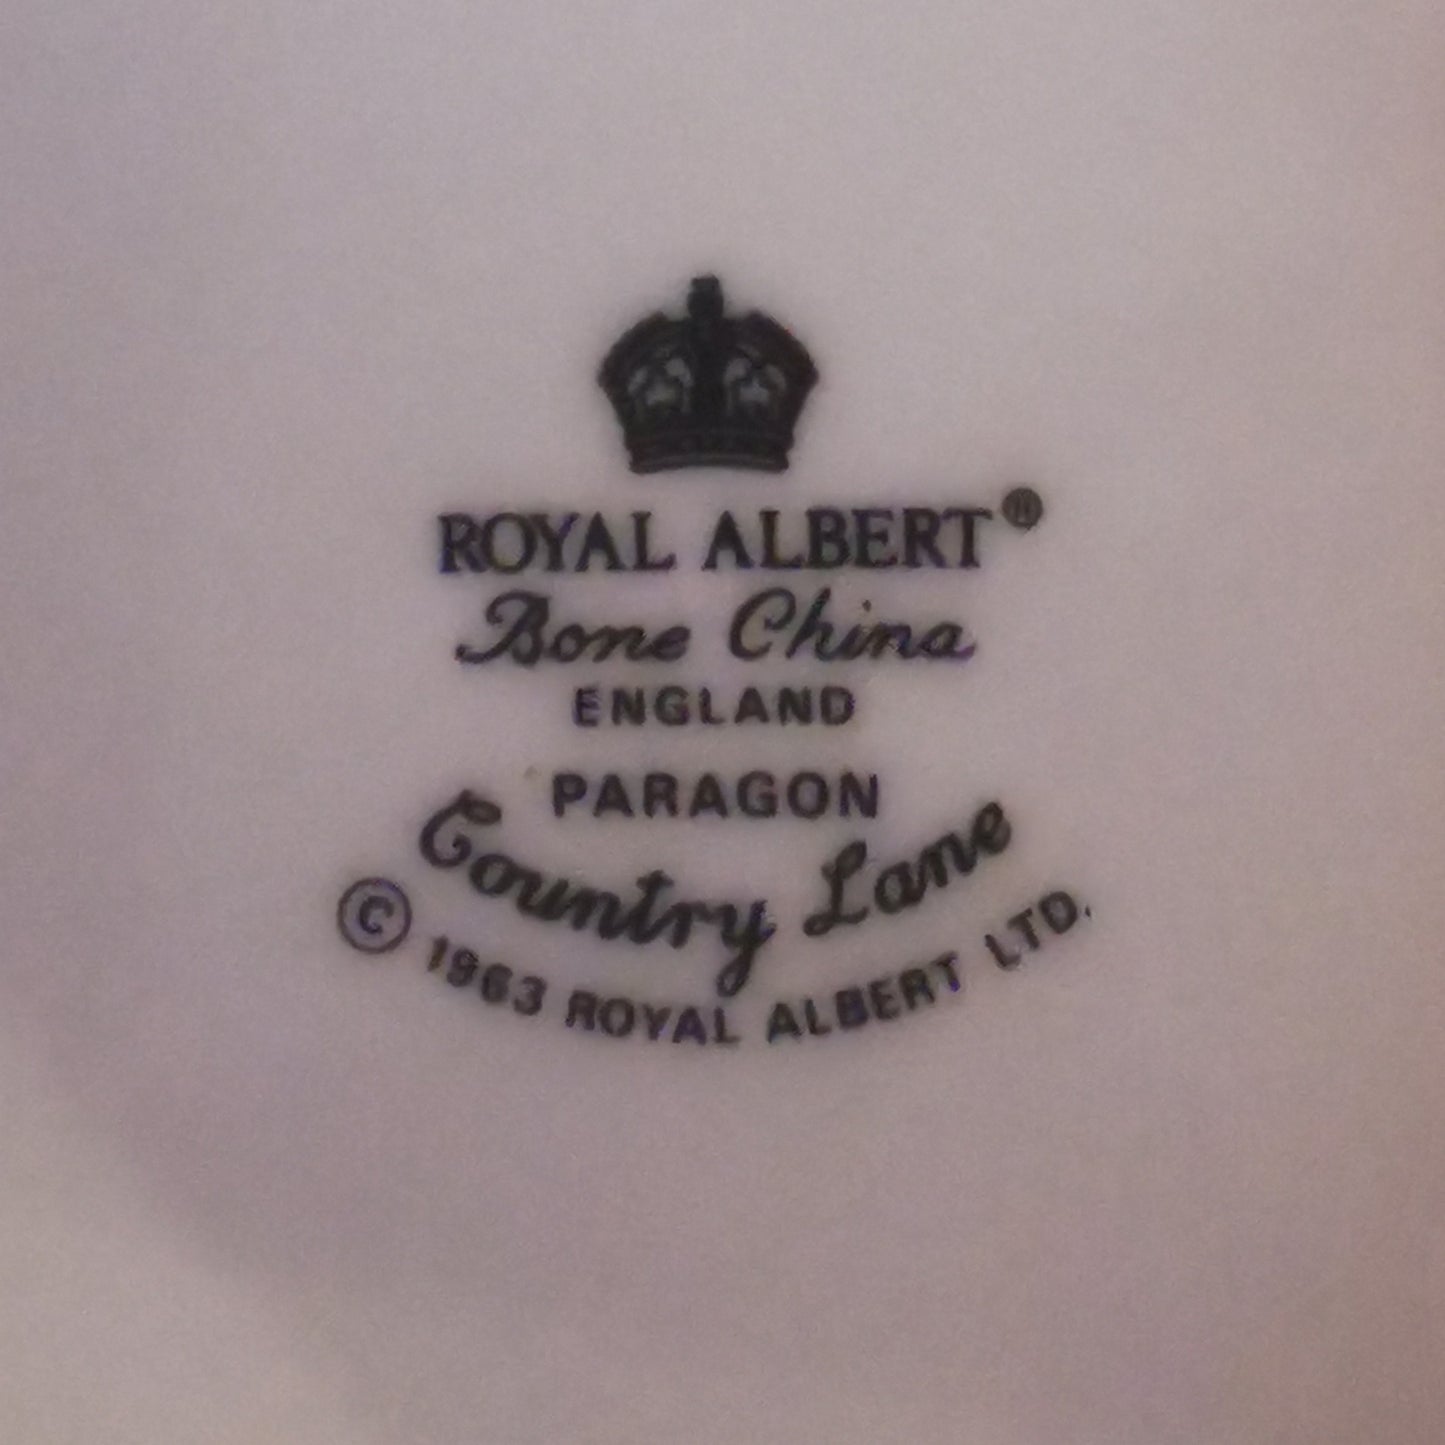 ROYAL ALBERT®
Bone China
ENGLAND
PARAGON
Country Lane
© 1963 ROYAL ALBERT LTD.